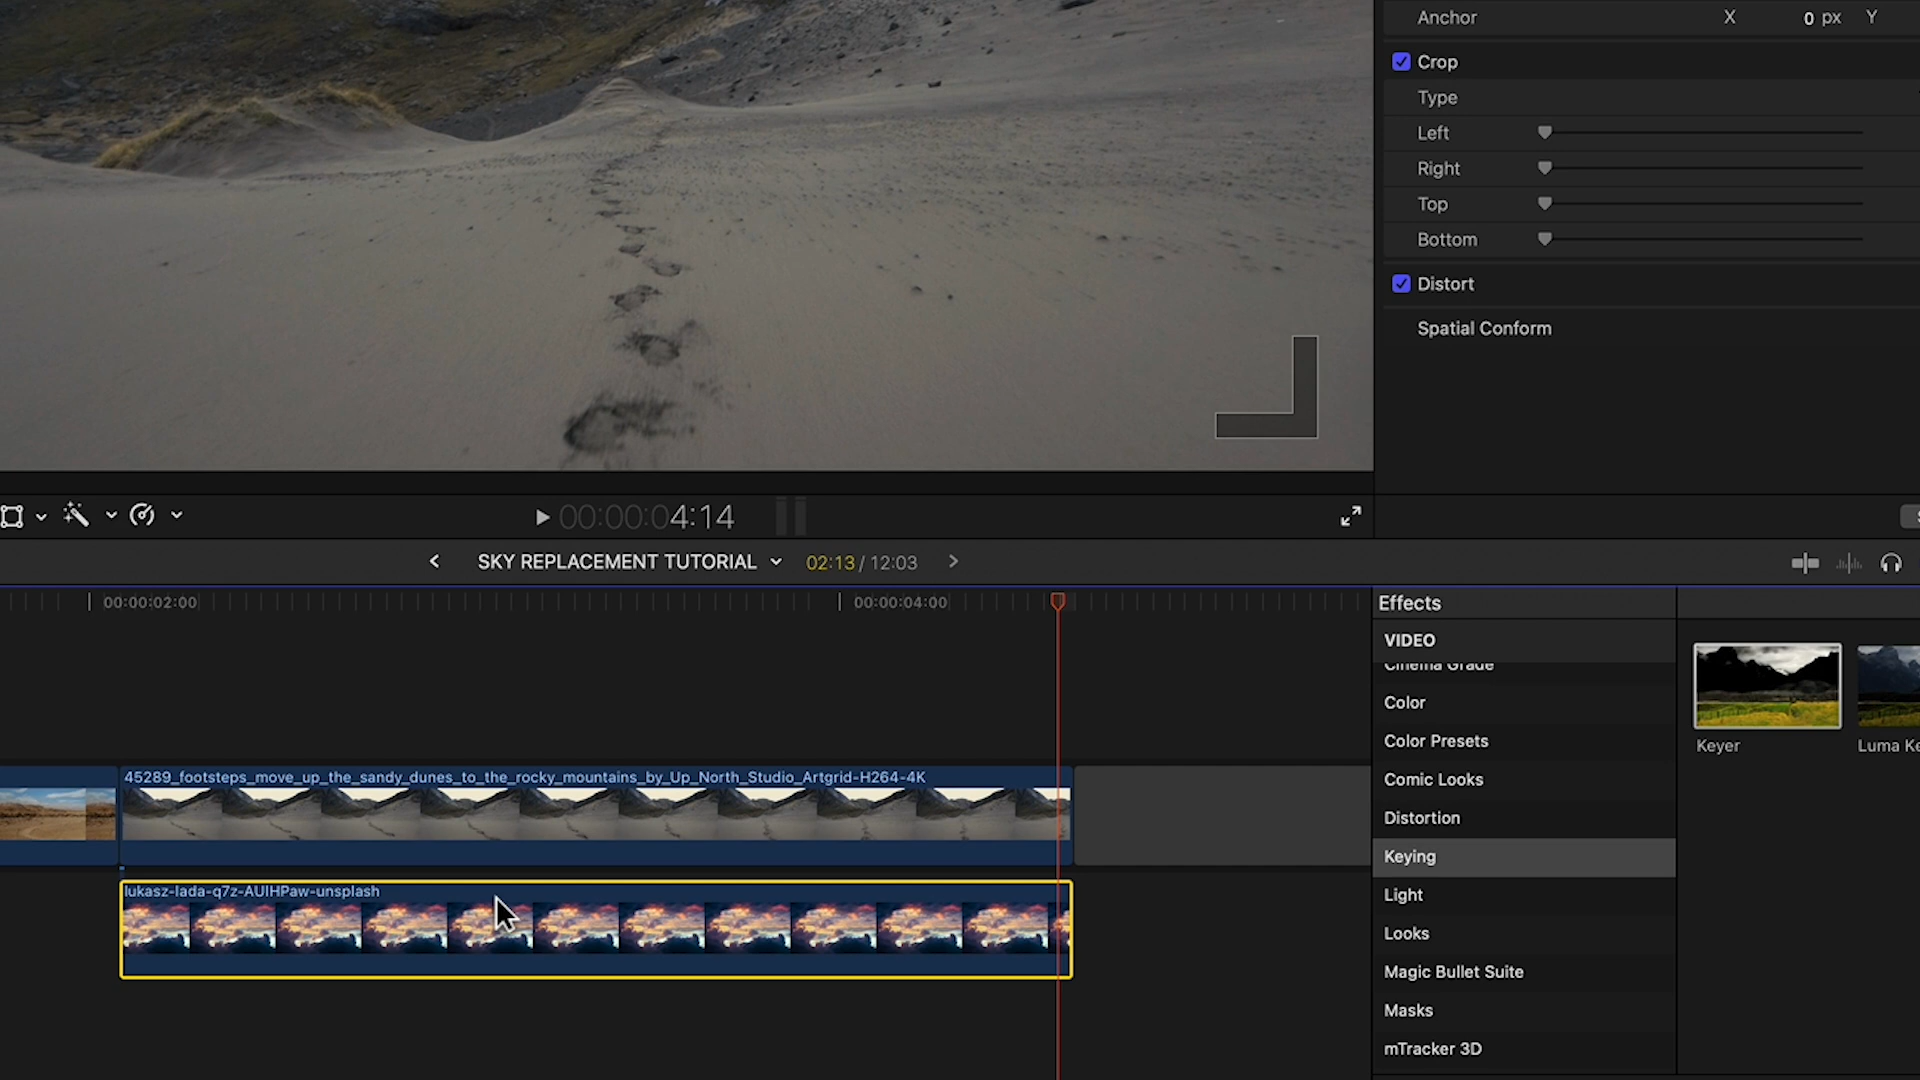 Anchor X 0 px Y
Crop
Type
Left
Right
Top
Bottom
Distort
Spatial Conform
00:00:04:14
SKY REPLACEMENT TUTORIAL 02:13 / 12:03
00:00:02:00 00:00:04:00
45289_footsteps_move_up_the_sandy_dunes_to_the_rocky_mountains_by_Up_North_Studio_Artgrid-H264-4K
lukasz-lada-q7z-AUIHPaw-unsplash
Effects
VIDEO
Cinema Grade
Color
Color Presets
Comic Looks
Distortion
Keying
Light
Looks
Magic Bullet Suite
Masks
mTracker 3D
Keyer
Luma Ke